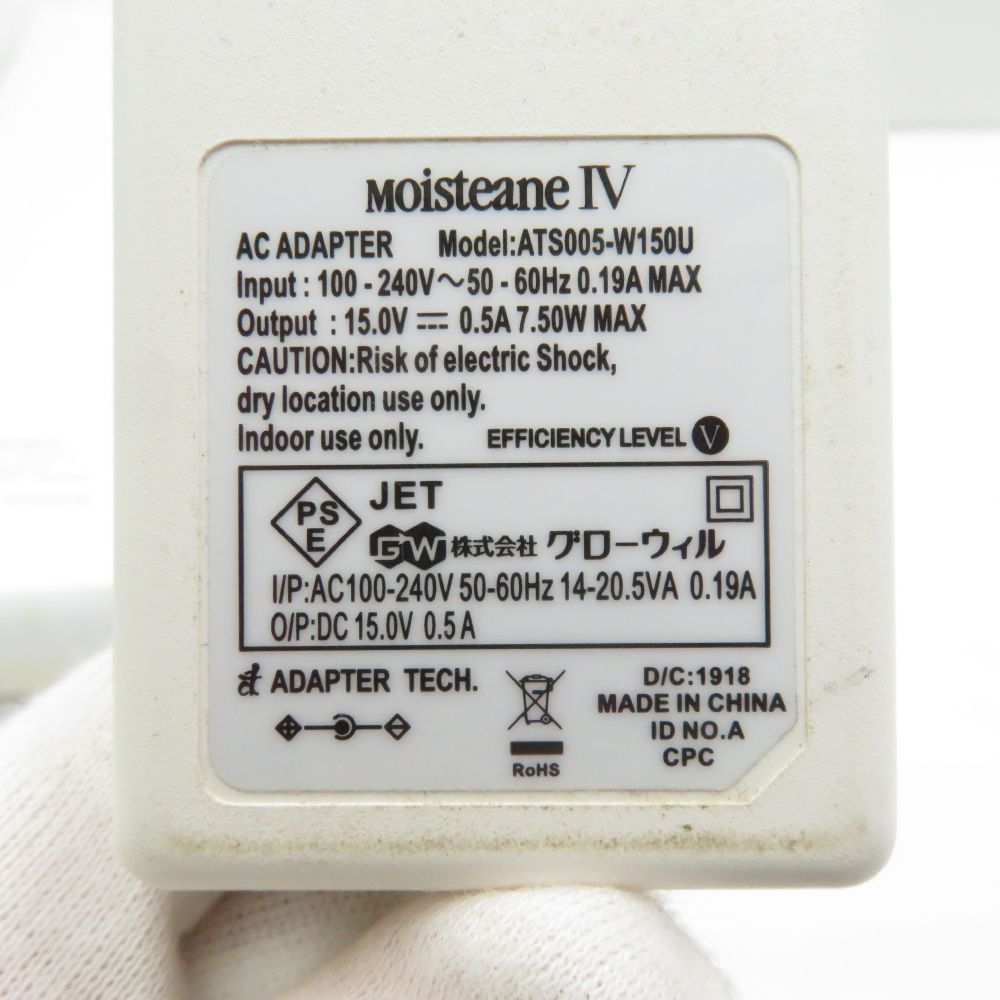 Moisteane IV
AC ADAPTER Model:ATS005-W150U
Input : 100 - 240V～50 - 60Hz 0.19A MAX
Output : 15.0V ⎓ 0.5A 7.50W MAX
CAUTION:Risk of electric Shock,
dry location use only.
Indoor use only. EFFICIENCY LEVEL V
PS E JET
GW 株式会社 グローウィル
I/P:AC100-240V 50-60Hz 14-20.5VA 0.19A
O/P:DC 15.0V 0.5A
ADAPTER TECH.
RoHS
D/C:1918
MADE IN CHINA
ID NO.A
CPC